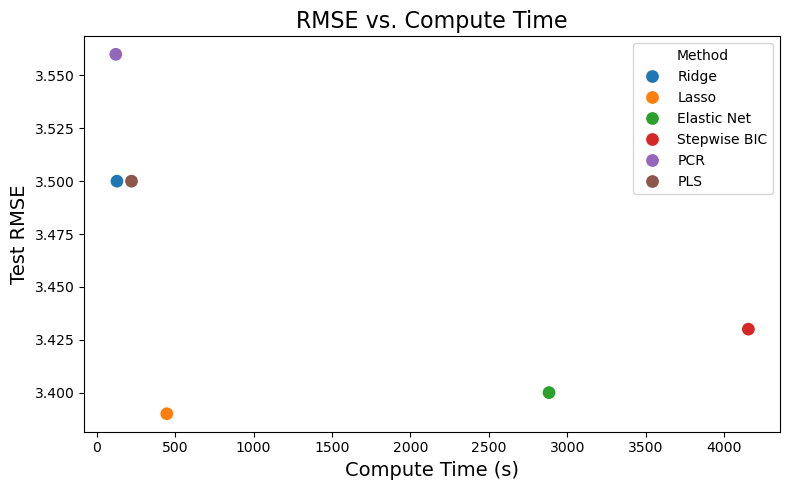 RMSE vs. Compute Time
Test RMSE
3.550
3.525
3.500
3.475
3.450
3.425
3.400
Method
Ridge
Lasso
Elastic Net
Stepwise BIC
PCR
PLS
0 500 1000 1500 2000 2500 3000 3500 4000
Compute Time (s)